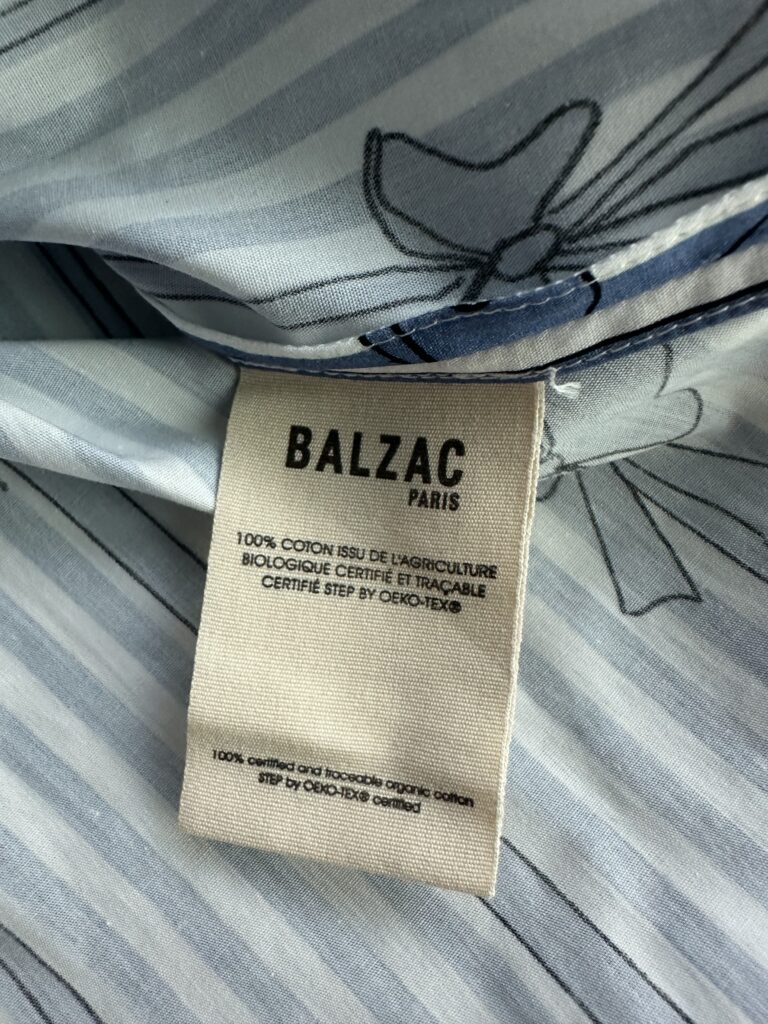 BALZAC
PARIS
100% COTON ISSU DE L'AGRICULTURE
BIOLOGIQUE CERTIFIÉ ET TRAÇABLE
CERTIFIÉ STEP BY OEKO-TEX®
100% certified and traceable organic cotton
STEP by OEKO-TEX® certified